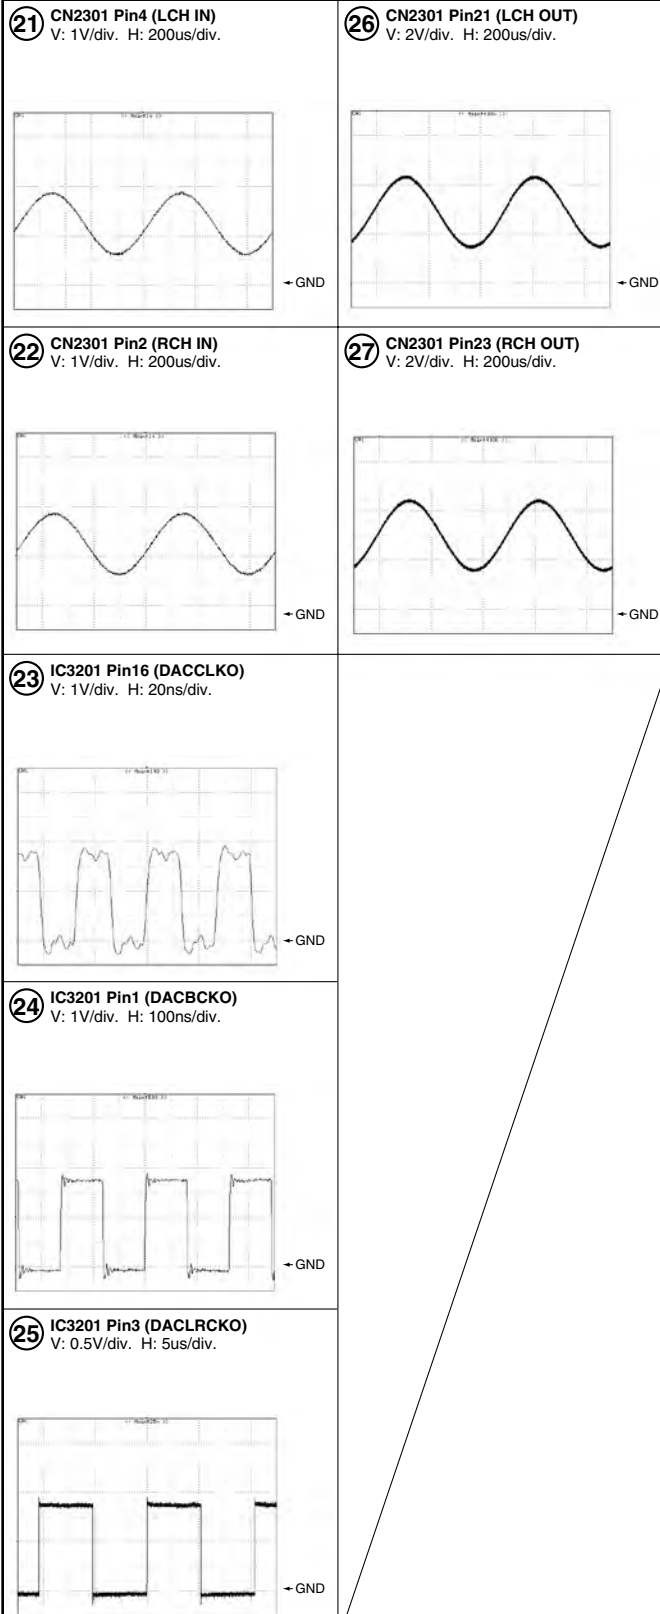 21 CN2301 Pin4 (LCH IN)
V: 1V/div. H: 200us/div.
CH1
←GND
22 CN2301 Pin2 (RCH IN)
V: 1V/div. H: 200us/div.
←GND
23 IC3201 Pin16 (DACCLKO)
V: 1V/div. H: 20ns/div.
←GND
24 IC3201 Pin1 (DACBCKO)
V: 1V/div. H: 100ns/div.
←GND
25 IC3201 Pin3 (DACLRCKO)
V: 0.5V/div. H: 5us/div.
←GND
26 CN2301 Pin21 (LCH OUT)
V: 2V/div. H: 200us/div.
←GND
27 CN2301 Pin23 (RCH OUT)
V: 2V/div. H: 200us/div.
←GND